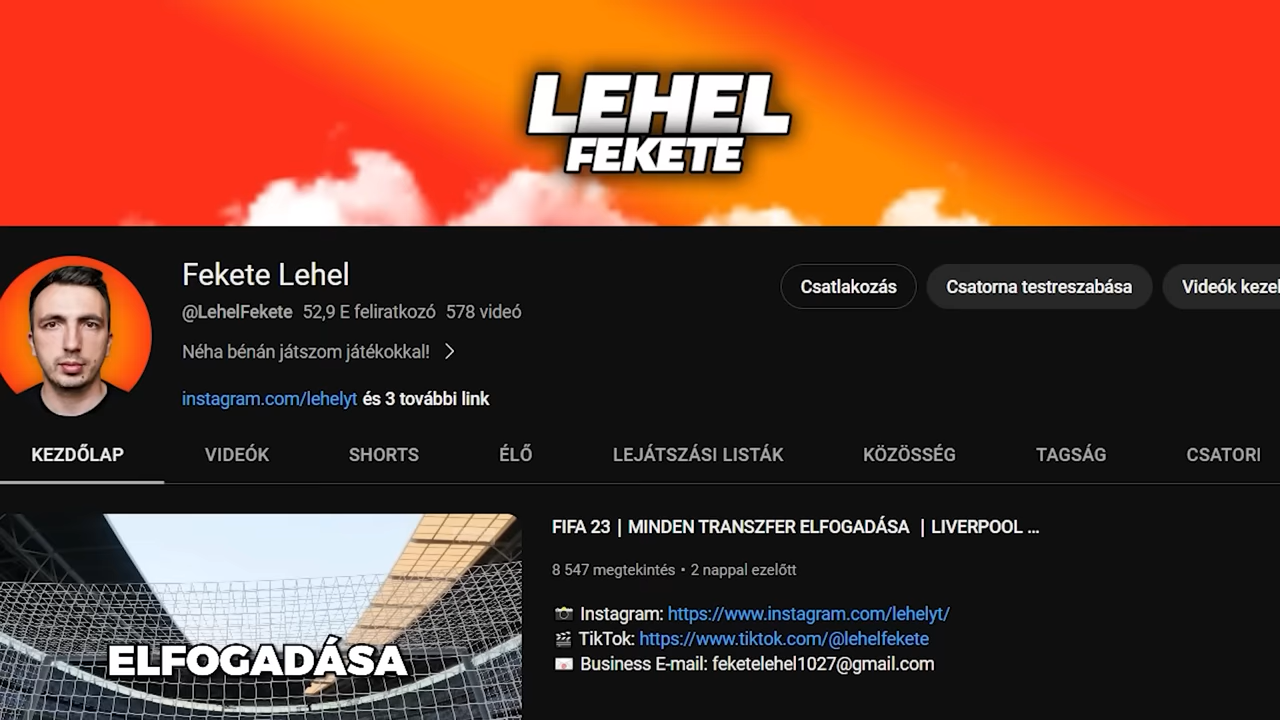 LEHEL
FEKETE
Fekete Lehel
@LehelFekete 52,9 E feliratkozó 578 videó
Néha bénán játszom játékokkal!
instagram.com/lehelyt és 3 további link
Csatlakozás
Csatorna testreszabása
Videók kezel
KEZDŐLAP VIDEÓK SHORTS ÉLŐ LEJÁTSZÁSI LISTÁK KÖZÖSSÉG TAGSÁG CSATORI
ELFOGADÁSA
FIFA 23 | MINDEN TRANSZFER ELFOGADÁSA | LIVERPOOL ...
8 547 megtekintés • 2 nappal ezelőtt
Instagram: https://www.instagram.com/lehelyt/
TikTok: https://www.tiktok.com/@lehelfekete
Business E-mail: feketelehel1027@gmail.com